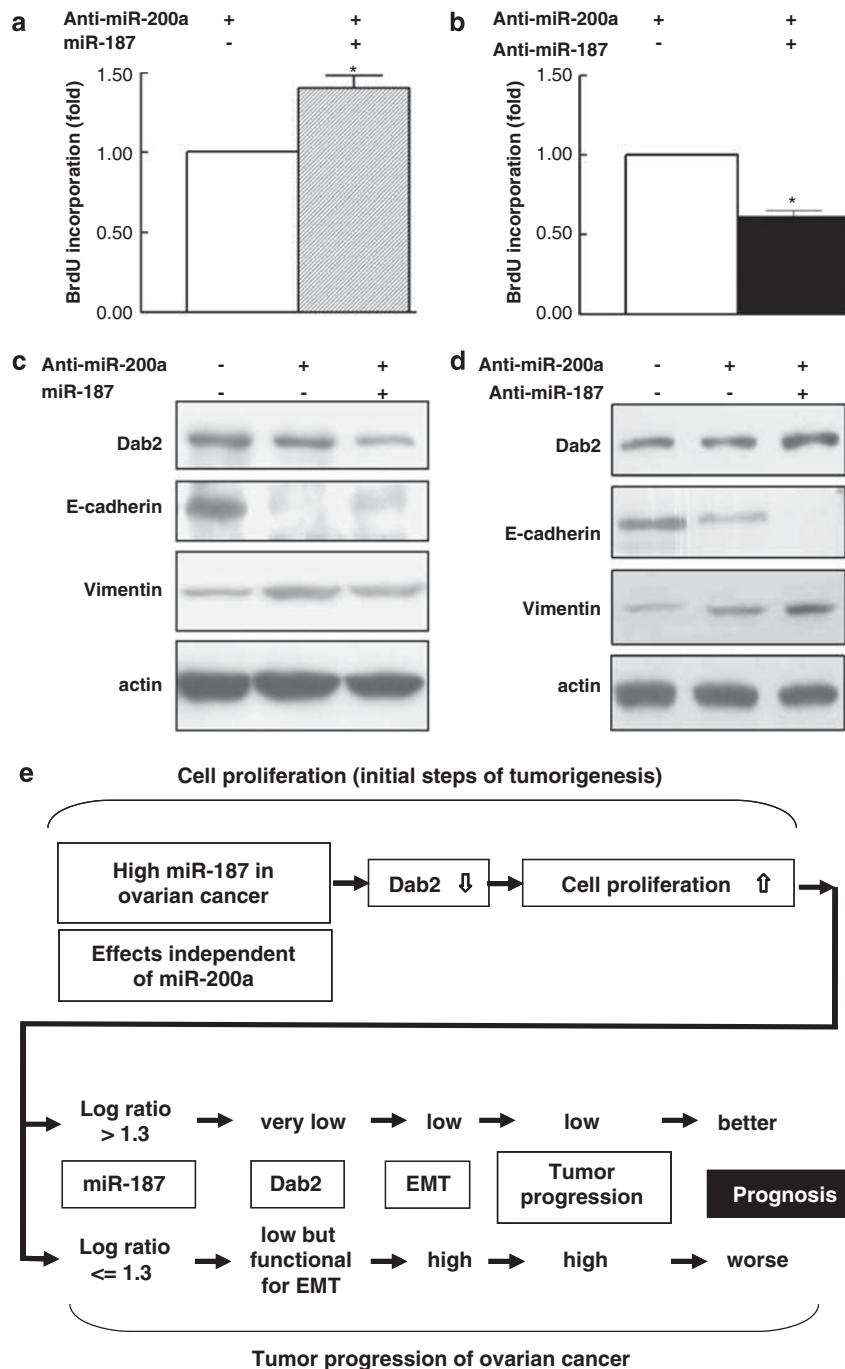 a
Anti-miR-200a + +
miR-187 - +
BrdU incorporation (fold)
1.50
1.00
0.50
0.00
*
b
Anti-miR-200a + +
Anti-miR-187 - +
BrdU incorporation (fold)
1.50
1.00
0.50
0.00
*
c
Anti-miR-200a - + +
miR-187 - - +
Dab2
E-cadherin
Vimentin
actin
d
Anti-miR-200a - + +
Anti-miR-187 - - +
Dab2
E-cadherin
Vimentin
actin
e
Cell proliferation (initial steps of tumorigenesis)
High miR-187 in
ovarian cancer
Dab2 ⇩
Cell proliferation ⇧
Effects independent
of miR-200a
Log ratio
> 1.3
very low
low
low
better
miR-187
Dab2
EMT
Tumor
progression
Prognosis
Log ratio
<= 1.3
low but
functional
for EMT
high
high
worse
Tumor progression of ovarian cancer